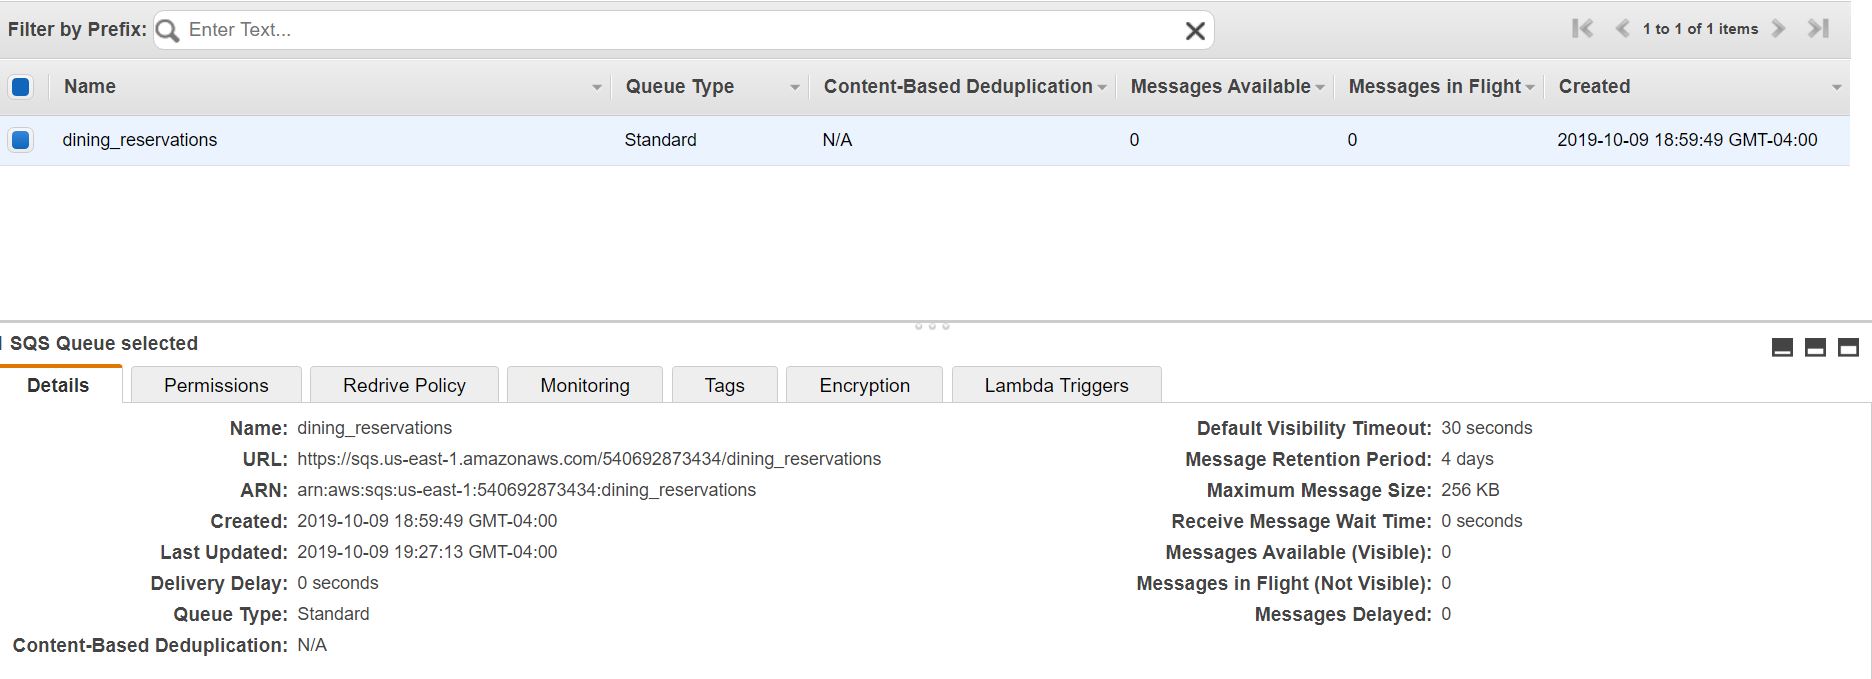 Filter by Prefix: Enter Text... 1 to 1 of 1 items
Name Queue Type Content-Based Deduplication Messages Available Messages in Flight Created
dining_reservations Standard N/A 0 0 2019-10-09 18:59:49 GMT-04:00
SQS Queue selected
Details Permissions Redrive Policy Monitoring Tags Encryption Lambda Triggers
Name: dining_reservations
URL: https://sqs.us-east-1.amazonaws.com/540692873434/dining_reservations
ARN: arn:aws:sqs:us-east-1:540692873434:dining_reservations
Created: 2019-10-09 18:59:49 GMT-04:00
Last Updated: 2019-10-09 19:27:13 GMT-04:00
Delivery Delay: 0 seconds
Queue Type: Standard
Content-Based Deduplication: N/A
Default Visibility Timeout: 30 seconds
Message Retention Period: 4 days
Maximum Message Size: 256 KB
Receive Message Wait Time: 0 seconds
Messages Available (Visible): 0
Messages in Flight (Not Visible): 0
Messages Delayed: 0